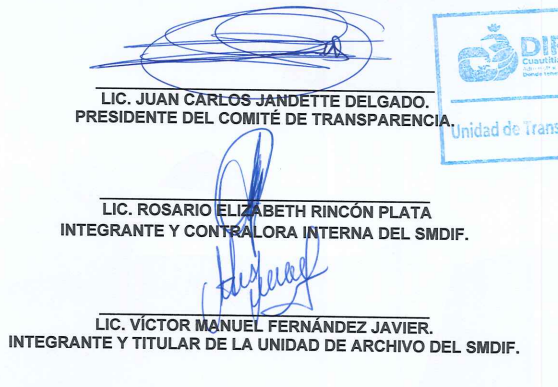 DIF
Cuautitlá
LIC. JUAN CARLOS JANDETTE DELGADO.
PRESIDENTE DEL COMITÉ DE TRANSPARENCIA.
Unidad de Trans
LIC. ROSARIO ELIZABETH RINCÓN PLATA
INTEGRANTE Y CONTRALORA INTERNA DEL SMDIF.
LIC. VÍCTOR MANUEL FERNÁNDEZ JAVIER.
INTEGRANTE Y TITULAR DE LA UNIDAD DE ARCHIVO DEL SMDIF.